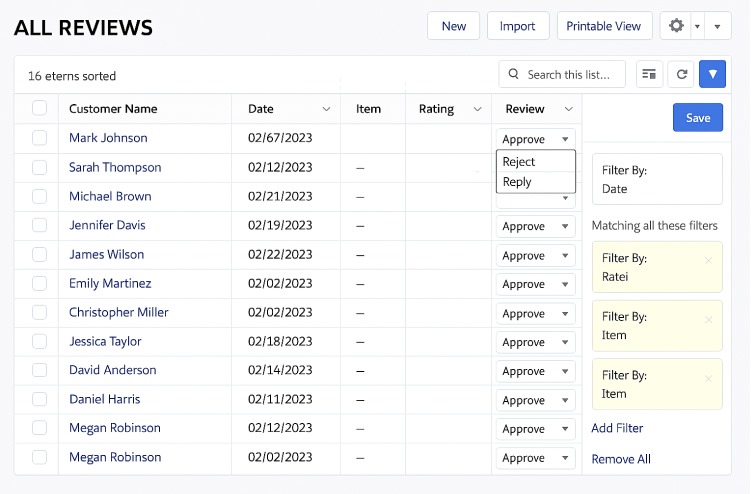 ALL REVIEWS
New
Import
Printable View
16 eterns sorted
Search this list...
Customer Name Date Item Rating Review
Save
Mark Johnson 02/67/2023 Approve
Reject
Reply
Sarah Thompson 02/12/2023 –
Michael Brown 02/21/2023 –
Jennifer Davis 02/19/2023 – Approve
James Wilson 02/22/2023 – Approve
Emily Martinez 02/02/2023 – Approve
Christopher Miller 02/02/2023 – Approve
Jessica Taylor 02/18/2023 – Approve
David Anderson 02/14/2023 – Approve
Daniel Harris 02/11/2023 – Approve
Megan Robinson 02/12/2023 – Approve
Megan Robinson 02/02/2023 – Approve
Filter By:
Date
Matching all these filters
Filter By:
Ratei
Filter By:
Item
Filter By:
Item
Add Filter
Remove All